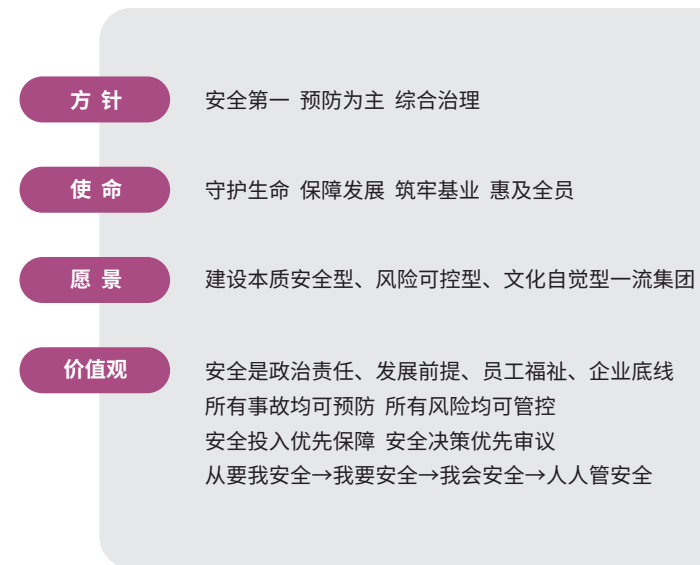 方 针
安全第一 预防为主 综合治理
使 命
守护生命 保障发展 筑牢基业 惠及全员
愿 景
建设本质安全型、风险可控型、文化自觉型一流集团
价值观
安全是政治责任、发展前提、员工福祉、企业底线
所有事故均可预防 所有风险均可管控
安全投入优先保障 安全决策优先审议
从要我安全→我要安全→我会安全→人人管安全